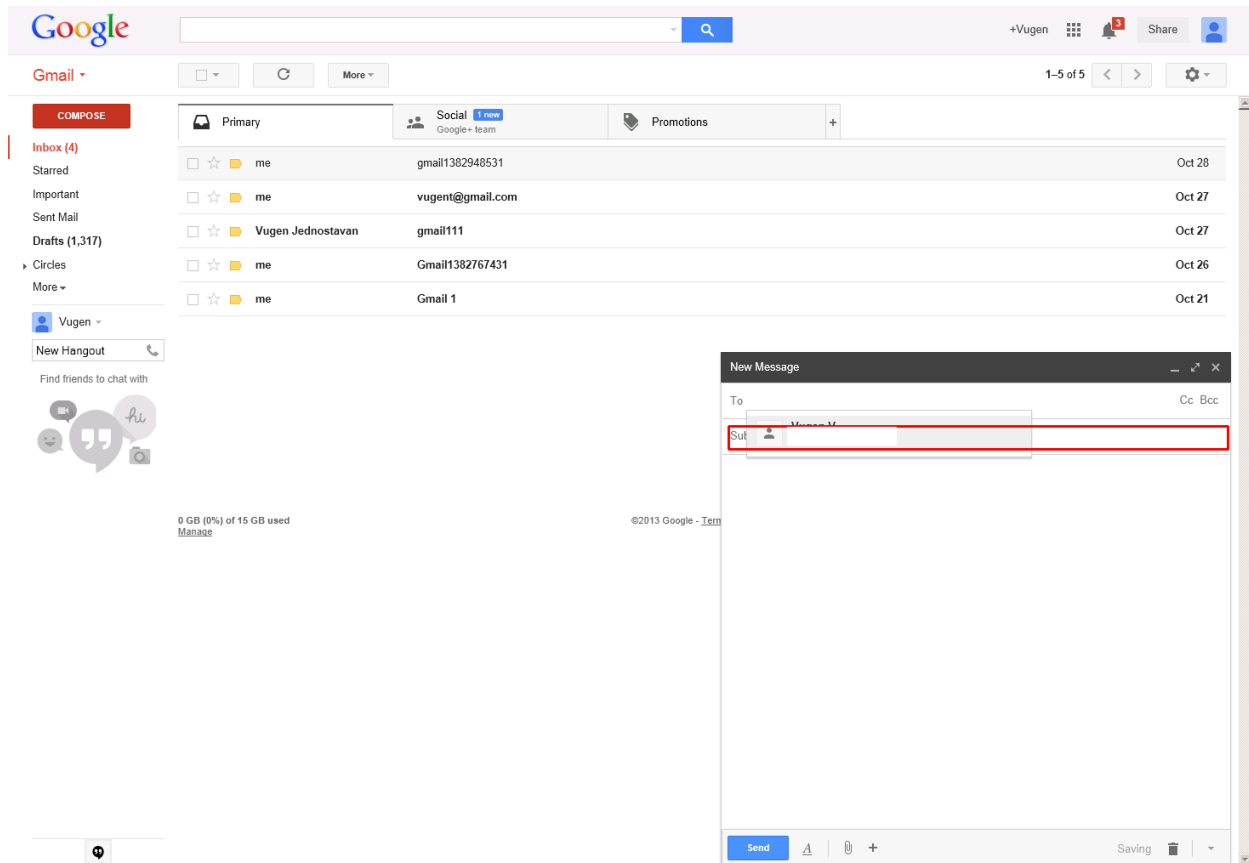 Google
+Vugen 3 Share
Gmail More 1–5 of 5
COMPOSE
Inbox (4)
Starred
Important
Sent Mail
Drafts (1,317)
Circles
More
Vugen
New Hangout
Find friends to chat with
hi
Primary Social 1 new Promotions +
Google+ team
me gmail1382948531 Oct 28
me vugent@gmail.com Oct 27
Vugen Jednostavan gmail111 Oct 27
me Gmail1382767431 Oct 26
me Gmail 1 Oct 21
0 GB (0%) of 15 GB used
Manage
©2013 Google - Term
New Message
To Cc Bcc
Vugen V
Sub
Send A + Saving